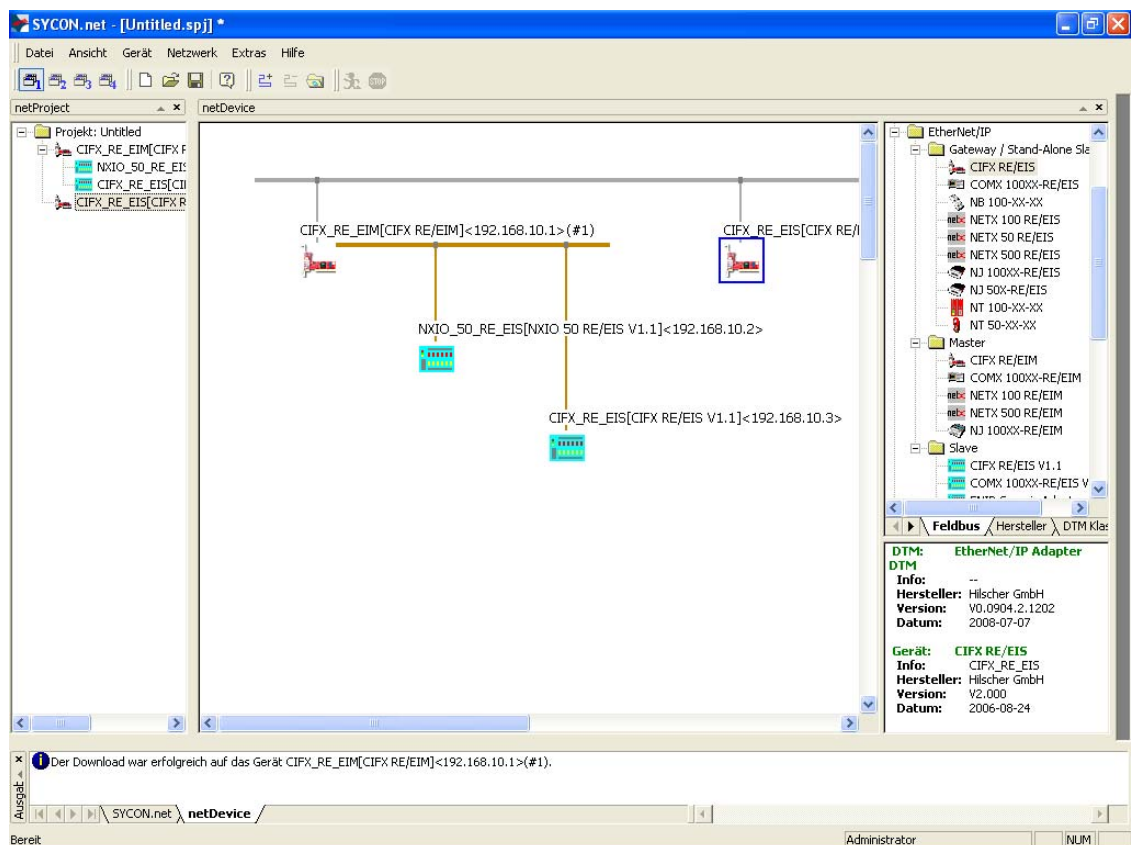 SYCON.net - [Untitled.spj] *
Datei Ansicht Gerät Netzwerk Extras Hilfe
netProject
netDevice
Projekt: Untitled
CIFX_RE_EIM[CIFX R
NXIO_50_RE_EIS
CIFX_RE_EIS[CI
CIFX_RE_EIS[CIFX R
CIFX_RE_EIM[CIFX RE/EIM]<192.168.10.1>(#1)
CIFX_RE_EIS[CIFX RE/
NXIO_50_RE_EIS[NXIO 50 RE/EIS V1.1]<192.168.10.2>
CIFX_RE_EIS[CIFX RE/EIS V1.1]<192.168.10.3>
EtherNet/IP
Gateway / Stand-Alone Sla
CIFX RE/EIS
COMX 100XX-RE/EIS
NB 100-XX-XX
NETX 100 RE/EIS
NETX 50 RE/EIS
NETX 500 RE/EIS
NJ 100XX-RE/EIS
NJ 50X-RE/EIS
NT 100-XX-XX
NT 50-XX-XX
Master
CIFX RE/EIM
COMX 100XX-RE/EIM
NETX 100 RE/EIM
NETX 500 RE/EIM
NJ 100XX-RE/EIM
Slave
CIFX RE/EIS V1.1
COMX 100XX-RE/EIS V
Feldbus Hersteller DTM Klas
DTM: EtherNet/IP Adapter
DTM
Info: --
Hersteller: Hilscher GmbH
Version: V0.0904.2.1202
Datum: 2008-07-07
Gerät: CIFX RE/EIS
Info: CIFX_RE_EIS
Hersteller: Hilscher GmbH
Version: V2.000
Datum: 2006-08-24
Der Download war erfolgreich auf das Gerät CIFX_RE_EIM[CIFX RE/EIM]<192.168.10.1>(#1).
Ausgab
SYCON.net netDevice
Bereit
Administrator
NUM